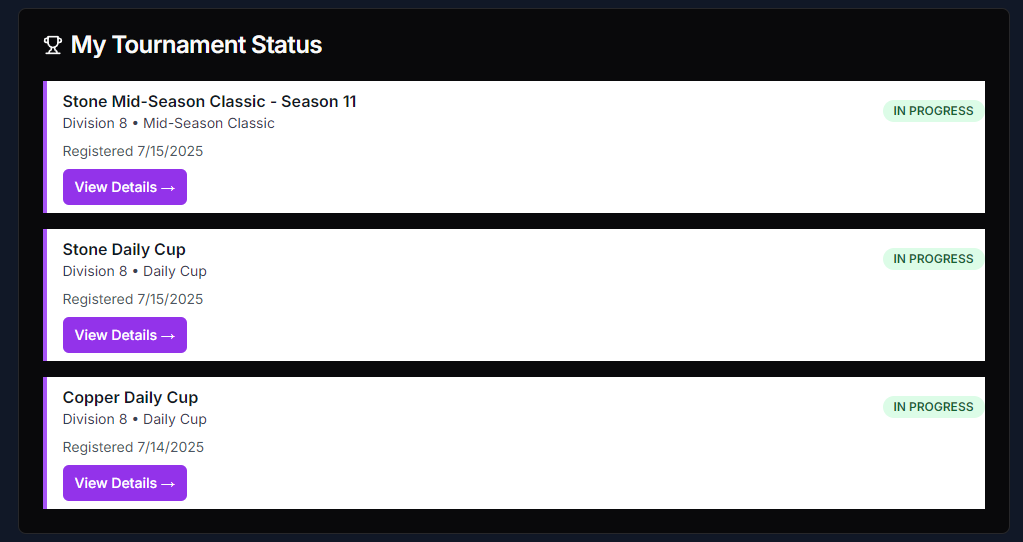 My Tournament Status
Stone Mid-Season Classic - Season 11
IN PROGRESS
Division 8 • Mid-Season Classic
Registered 7/15/2025
View Details →
Stone Daily Cup
IN PROGRESS
Division 8 • Daily Cup
Registered 7/15/2025
View Details →
Copper Daily Cup
IN PROGRESS
Division 8 • Daily Cup
Registered 7/14/2025
View Details →